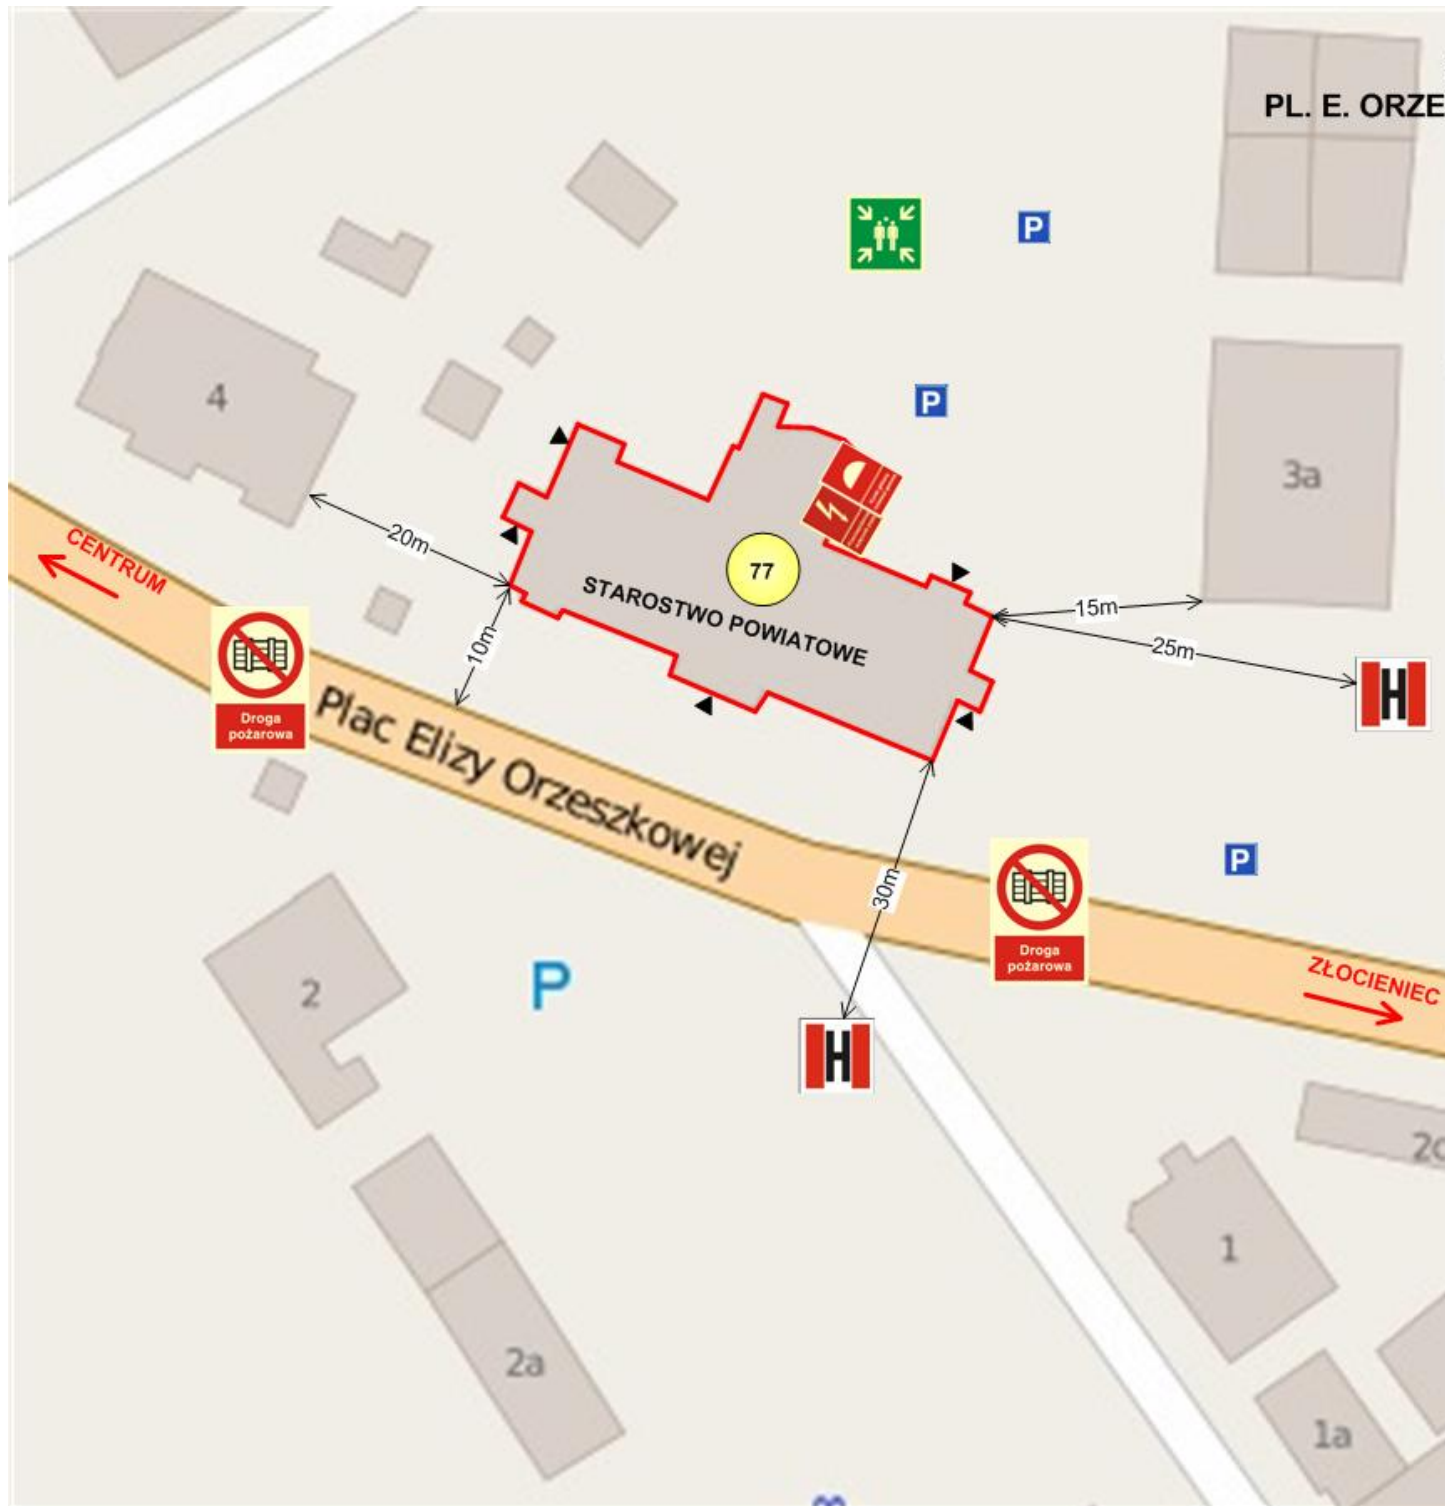 PL. E. ORZE
P
P
4
3a
20m
CENTRUM
77
STAROSTWO POWIATOWE
15m
10m
25m
H
Droga
pożarowa
Plac Elizy Orzeszkowej
P
30m
Droga
pożarowa
ZŁOCIENIEC
2
P
H
2c
1
2a
1a